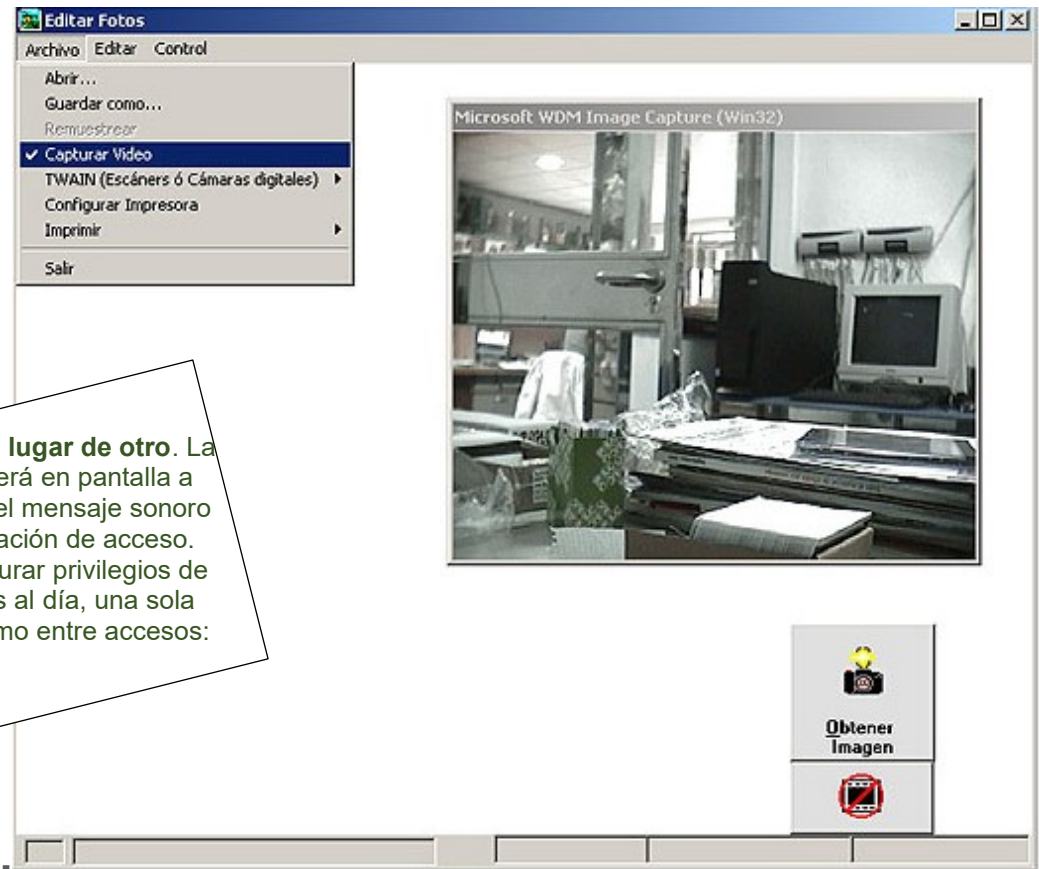 Editar Fotos
Archivo Editar Control
Abrir...
Guardar como...
Remuestrear
Capturar Video
TWAIN (Escáners ó Cámaras digitales)
Configurar Impresora
Imprimir
Salir
Microsoft WDM Image Capture (Win32)
lugar de otro. La
erá en pantalla a
el mensaje sonoro
ación de acceso.
urar privilegios de
s al día, una sola
mo entre accesos:
Obtener
Imagen